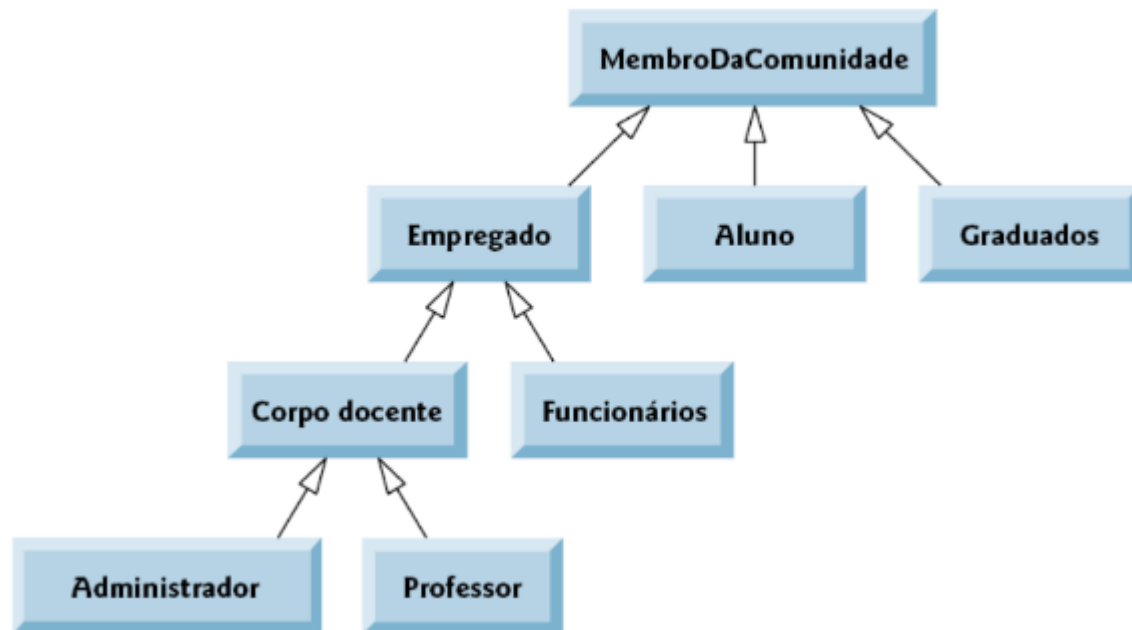 MembroDaComunidade
Empregado
Aluno
Graduados
Corpo docente
Funcionários
Administrador
Professor